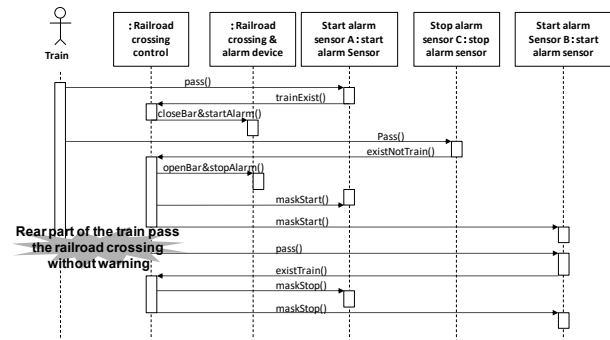 Train
: Railroad
crossing
control
: Railroad
crossing &
alarm device
Start alarm
sensor A : start
alarm Sensor
Stop alarm
sensor C : stop
alarm sensor
Start alarm
Sensor B : start
alarm sensor
pass()
trainExist()
closeBar&startAlarm()
Pass()
existNotTrain()
openBar&stopAlarm()
maskStart()
maskStart()
Rear part of the train pass
the railroad crossing
without warning
pass()
existTrain()
maskStop()
maskStop()